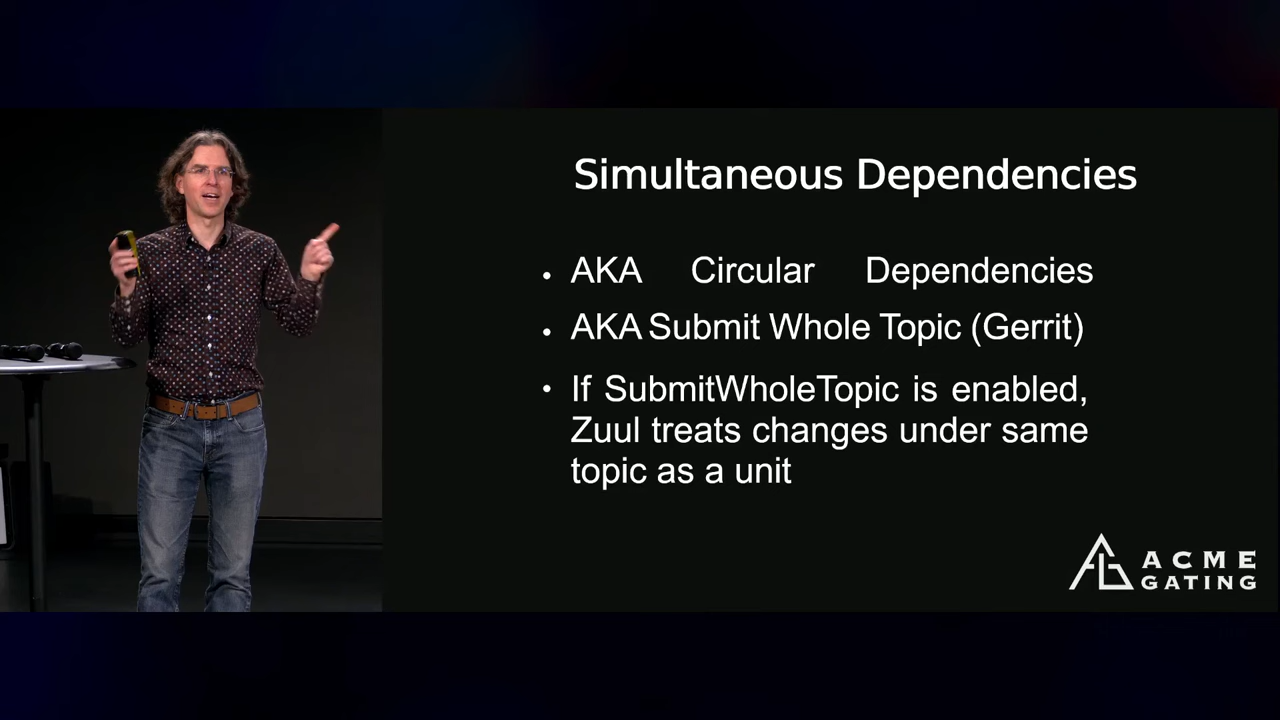 Simultaneous Dependencies
AKA Circular Dependencies
AKA Submit Whole Topic (Gerrit)
If SubmitWholeTopic is enabled,
Zuul treats changes under same
topic as a unit
ACME
GATING